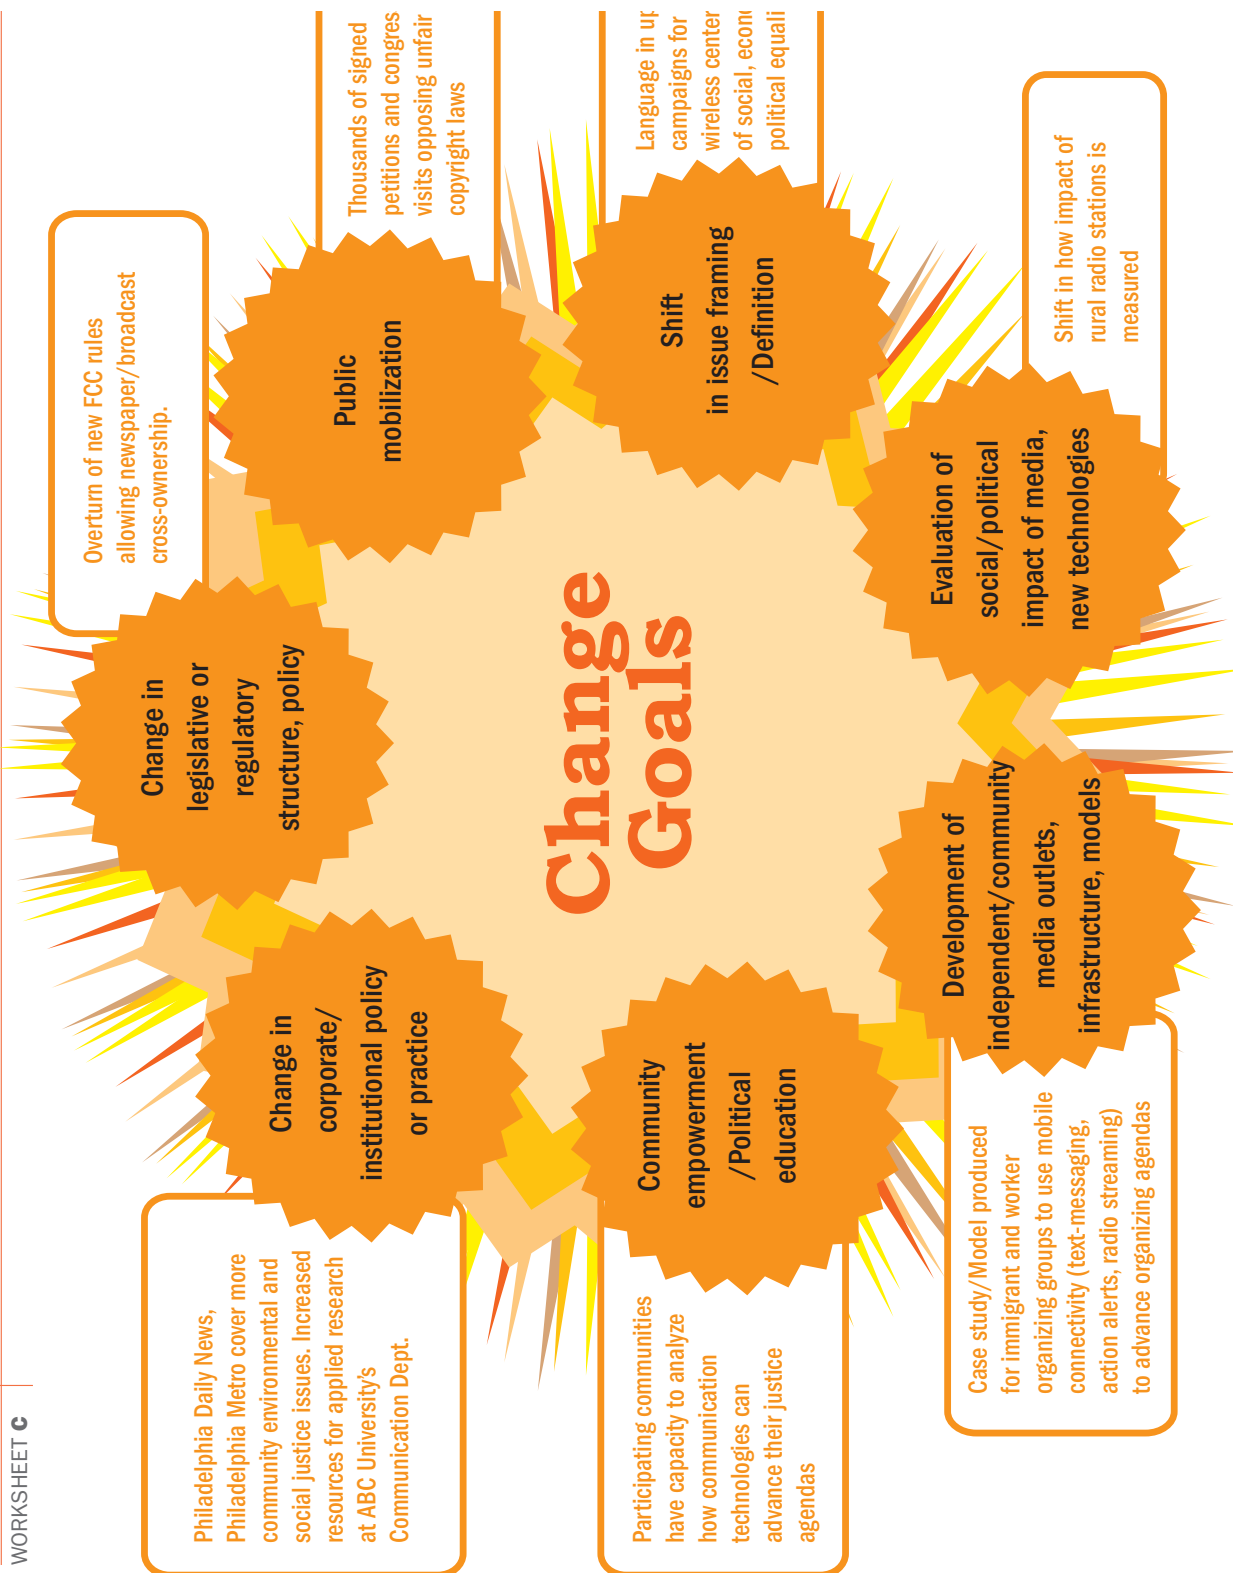 WORKSHEET C
Change
Goals
Change in
legislative or
regulatory
structure, policy
Overturn of new FCC rules
allowing newspaper/broadcast
cross-ownership.
Public
mobilization
Thousands of signed
petitions and congres
visits opposing unfair
copyright laws
Shift
in issue framing
/Definition
Language in up
campaigns for
wireless center
of social, econ
political equali
Evaluation of
social/political
impact of media,
new technologies
Shift in how impact of
rural radio stations is
measured
Development of
independent/community
media outlets,
infrastructure, models
Case study/Model produced
for immigrant and worker
organizing groups to use mobile
connectivity (text-messaging,
action alerts, radio streaming)
to advance organizing agendas
Community
empowerment
/Political
education
Participating communities
have capacity to analyze
how communication
technologies can
advance their justice
agendas
Change in
corporate/
institutional policy
or practice
Philadelphia Daily News,
Philadelphia Metro cover more
community environmental and
social justice issues. Increased
resources for applied research
at ABC University's
Communication Dept.